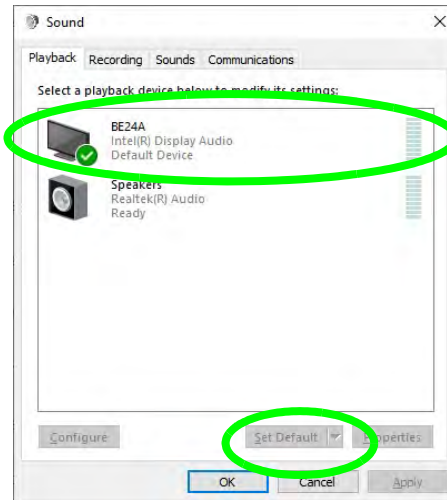 Sound
Playback Recording Sounds Communications
Select a playback device below to modify its settings:
BE24A
Intel(R) Display Audio
Default Device
Speakers
Realtek(R) Audio
Ready
Configure Set Default Properties
OK Cancel Apply